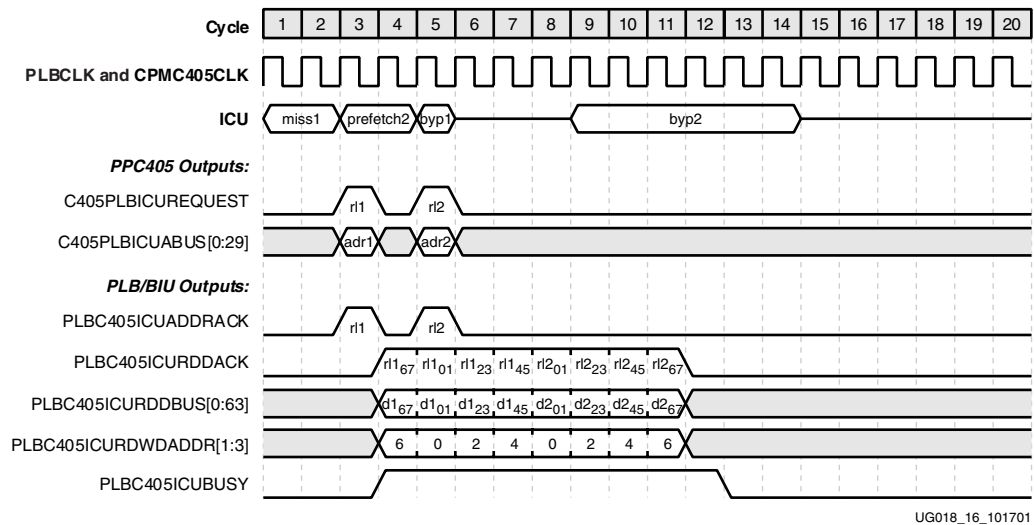 Cycle 1 2 3 4 5 6 7 8 9 10 11 12 13 14 15 16 17 18 19 20
PLBCLK and CPMC405CLK
ICU miss1 prefetch2 byp1 byp2
PPC405 Outputs:
C405PLBICUREQUEST rl1 rl2
C405PLBICUABUS[0:29] adr1 adr2
PLB/BIU Outputs:
PLBC405ICUADDRACK rl1 rl2
PLBC405ICURDDACK rl1₆₇ rl1₀₁ rl1₂₃ rl1₄₅ rl2₀₁ rl2₂₃ rl2₄₅ rl2₆₇
PLBC405ICURDDBUS[0:63] d1₆₇ d1₀₁ d1₂₃ d1₄₅ d2₀₁ d2₂₃ d2₄₅ d2₆₇
PLBC405ICURDWDADDR[1:3] 6 0 2 4 0 2 4 6
PLBC405ICUBUSY
UG018_16_101701